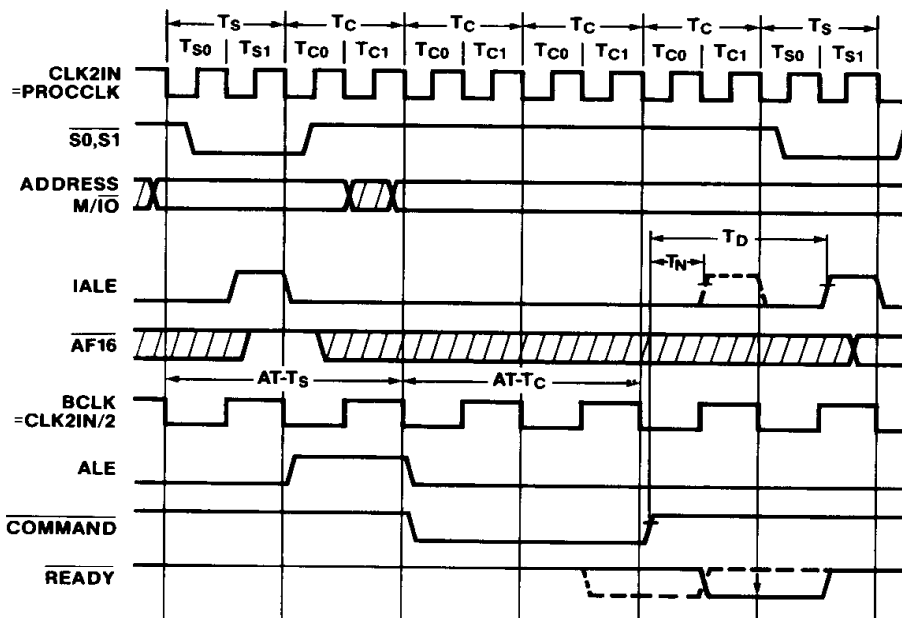 TS TC TC TC TC TS
TS0 TS1 TC0 TC1 TC0 TC1 TC0 TC1 TC0 TC1 TS0 TS1
CLK2IN
=PROCCLK
S0,S1
ADDRESS
M/IO
TD
TN
IALE
AF16
AT-TS AT-TC
BCLK
=CLK2IN/2
ALE
COMMAND
READY